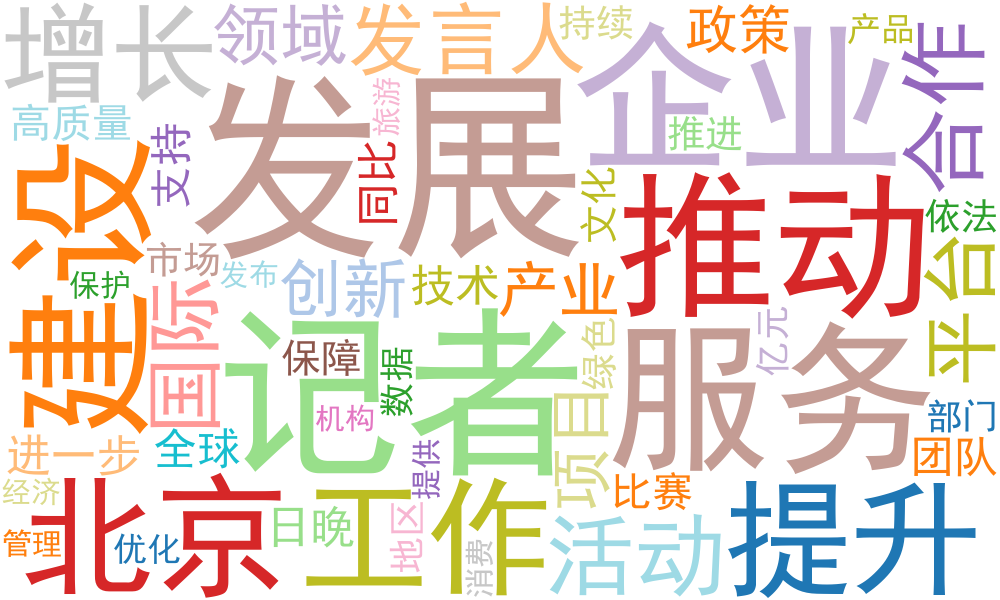 增长
领域
发言人
持续
政策
产品
企业
合作
高质量
支持
旅游
发展
推进
同比
文化
推动
依法
建设
市场
发布
保护
国际
创新
技术
产业
平台
记者
保障
数据
绿色
亿元
服务
机构
项目
部门
进一步
全球
提供
团队
经济
北京
日晚
工作
地区
比赛
提升
管理
优化
消费
活动